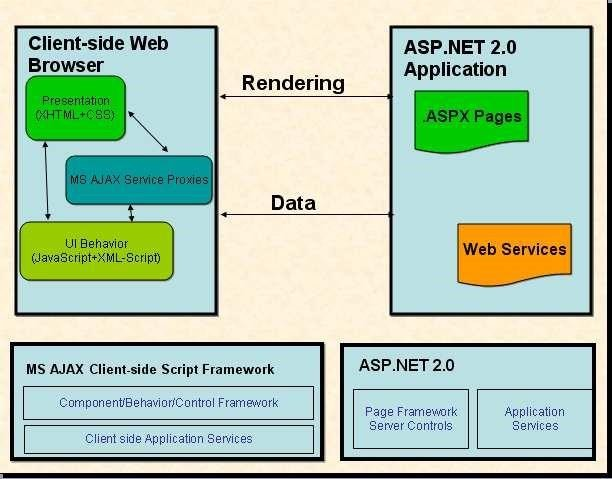 Client-side Web
Browser
Presentation
(XHTML+CSS)
MS AJAX Service Proxies
UI Behavior
(JavaScript+XML-Script)
Rendering
Data
ASP.NET 2.0
Application
.ASPX Pages
Web Services
MS AJAX Client-side Script Framework
Component/Behavior/Control Framework
Client side Application Services
ASP.NET 2.0
Page Framework
Server Controls
Application
Services